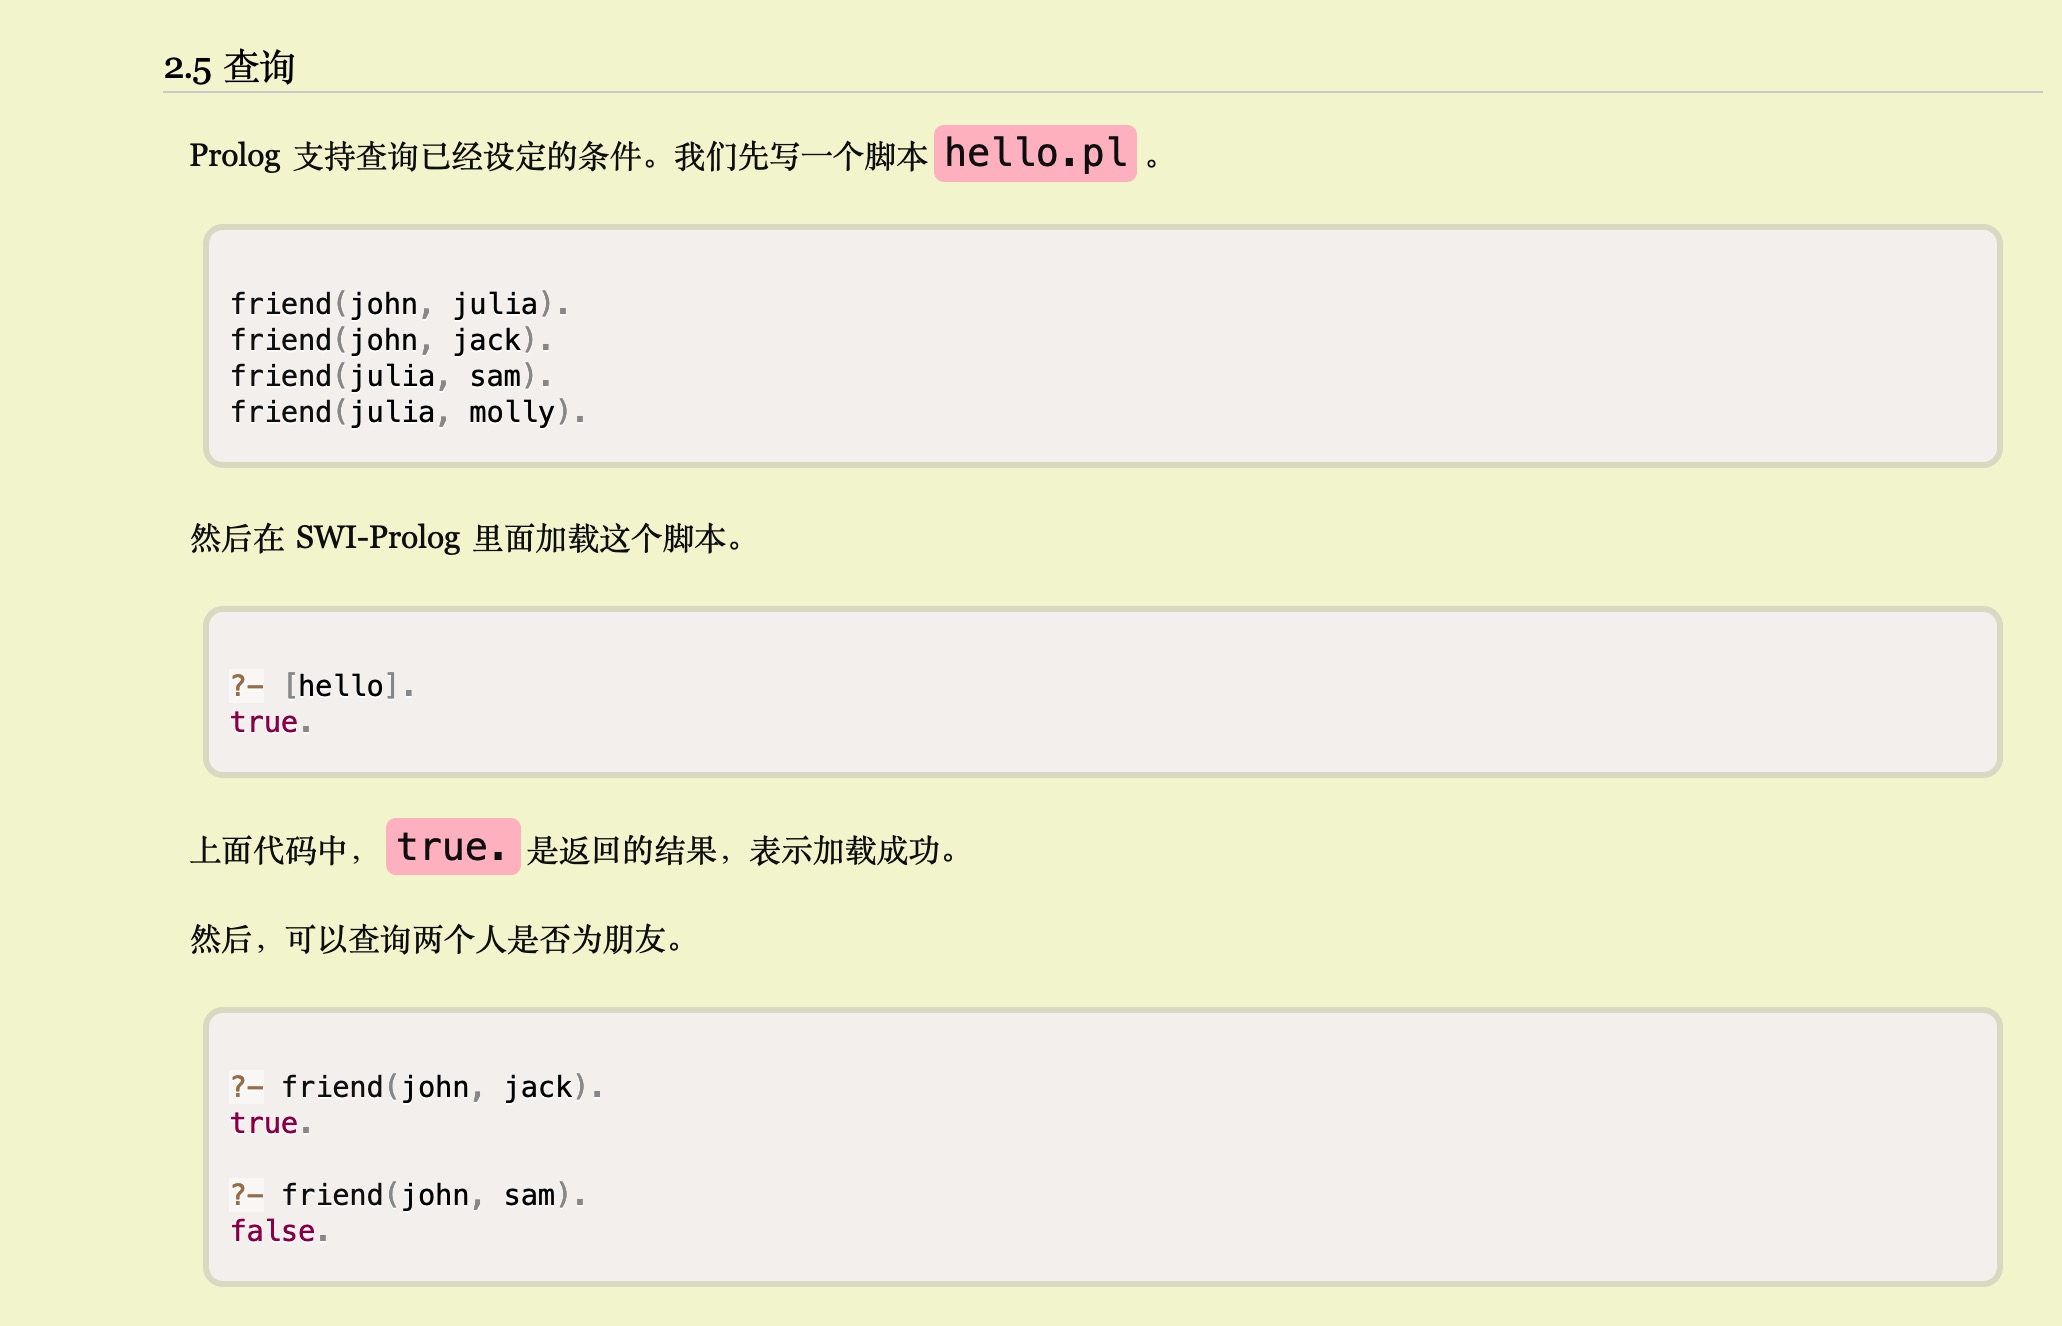 2.5 查询
Prolog 支持查询已经设定的条件。我们先写一个脚本 hello.pl 。
friend(john, julia).
friend(john, jack).
friend(julia, sam).
friend(julia, molly).
然后在 SWI-Prolog 里面加载这个脚本。
?- [hello].
true.
上面代码中， true. 是返回的结果，表示加载成功。
然后，可以查询两个人是否为朋友。
?- friend(john, jack).
true.
?- friend(john, sam).
false.